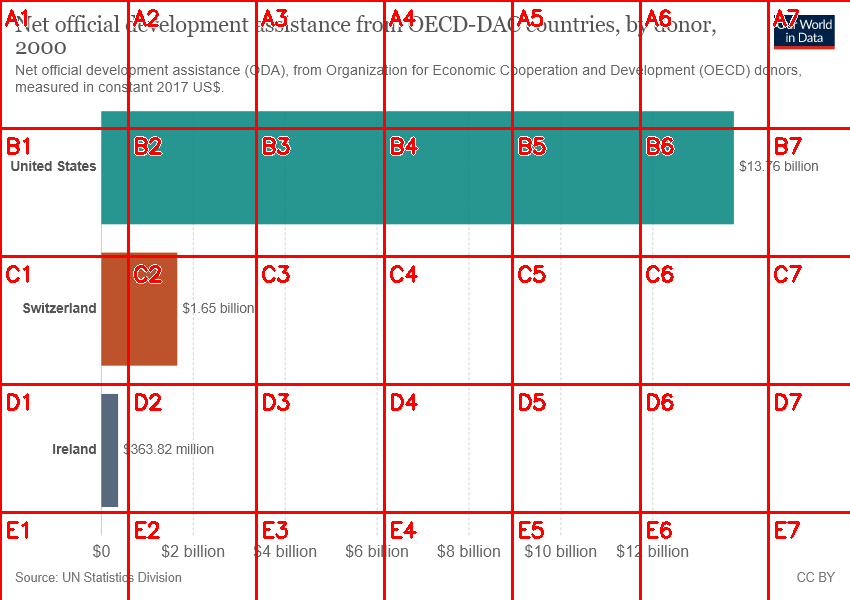 Net official development assistance from OECD-DAC countries, by donor,
2000
Our World
in Data
Net official development assistance (ODA), from Organization for Economic Cooperation and Development (OECD) donors,
measured in constant 2017 US$.
A1 A2 A3 A4 A5 A6 A7
B1 B2 B3 B4 B5 B6 B7
United States $13.76 billion
C1 C2 C3 C4 C5 C6 C7
Switzerland $1.65 billion
D1 D2 D3 D4 D5 D6 D7
Ireland $363.82 million
E1 E2 E3 E4 E5 E6 E7
$0 $2 billion $4 billion $6 billion $8 billion $10 billion $12 billion
Source: UN Statistics Division CC BY